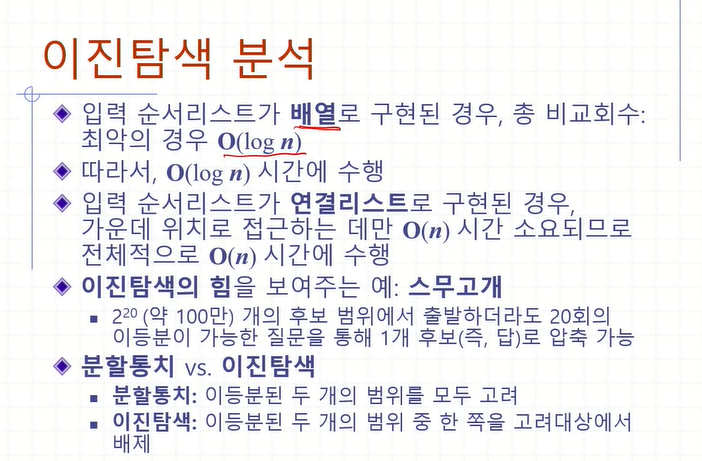 이진탐색 분석
입력 순서리스트가 배열로 구현된 경우, 총 비교회수:
최악의 경우 O(log n)
따라서, O(log n) 시간에 수행
입력 순서리스트가 연결리스트로 구현된 경우,
가운데 위치로 접근하는 데만 O(n) 시간 소요되므로
전체적으로 O(n) 시간에 수행
이진탐색의 힘을 보여주는 예: 스무고개
2²⁰ (약 100만) 개의 후보 범위에서 출발하더라도 20회의
이등분이 가능한 질문을 통해 1개 후보(즉, 답)로 압축 가능
분할통치 vs. 이진탐색
분할통치: 이등분된 두 개의 범위를 모두 고려
이진탐색: 이등분된 두 개의 범위 중 한 쪽을 고려대상에서
배제